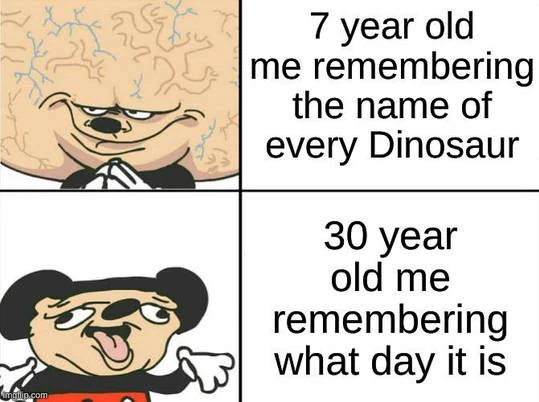 7 year old
me remembering
the name of
every Dinosaur
30 year
old me
remembering
what day it is
imgflip.com